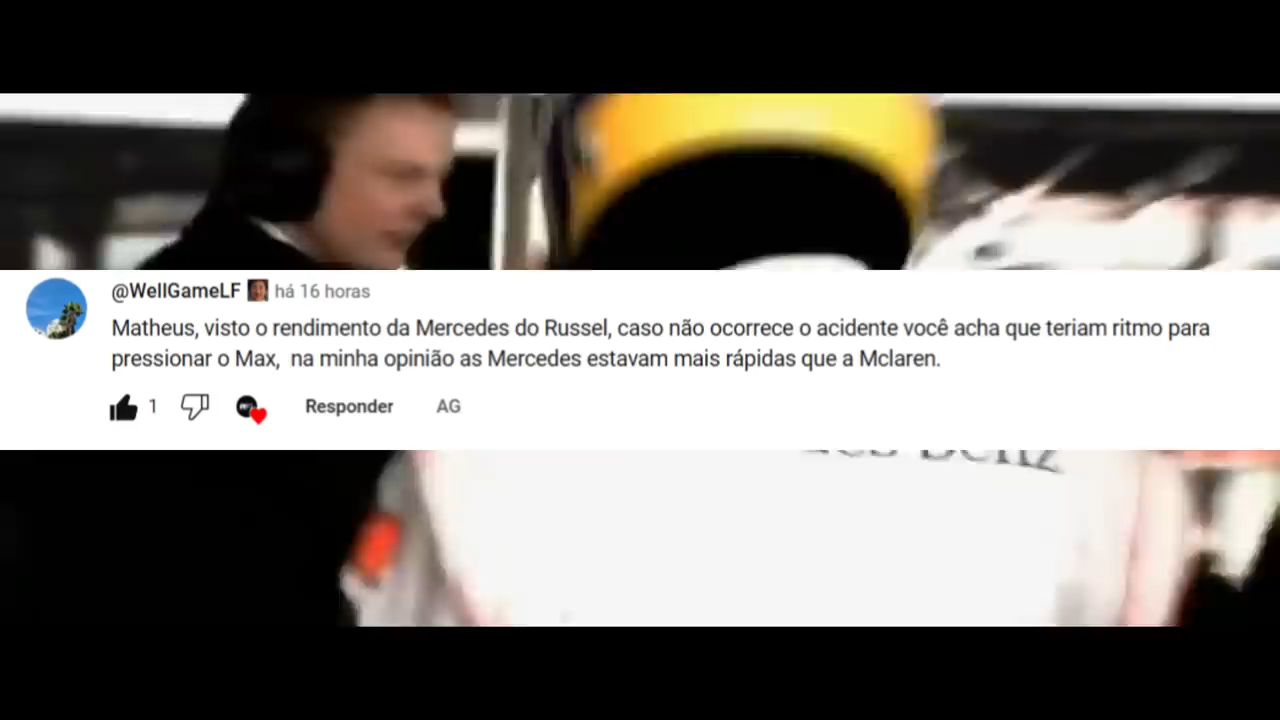 @WellGameLF há 16 horas
Matheus, visto o rendimento da Mercedes do Russel, caso não ocorrece o acidente você acha que teriam ritmo para
pressionar o Max,  na minha opinião as Mercedes estavam mais rápidas que a Mclaren.
1 Responder AG
Benz